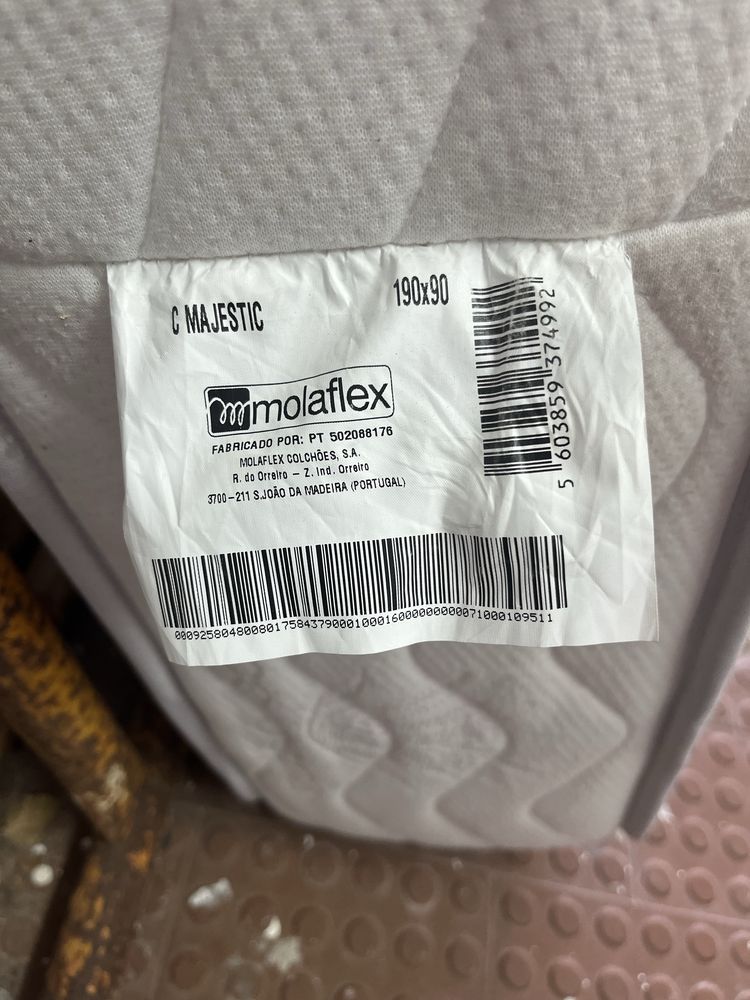 C MAJESTIC
190x90
molaflex
FABRICADO POR: PT 502088176
MOLAFLEX COLCHÕES, S.A.
R. do Orreiro – Z. Ind. Orreiro
3700-211 S.JOÃO DA MADEIRA (PORTUGAL)
5 603859 374992
00092580480080175843790001000160000000000071000109511